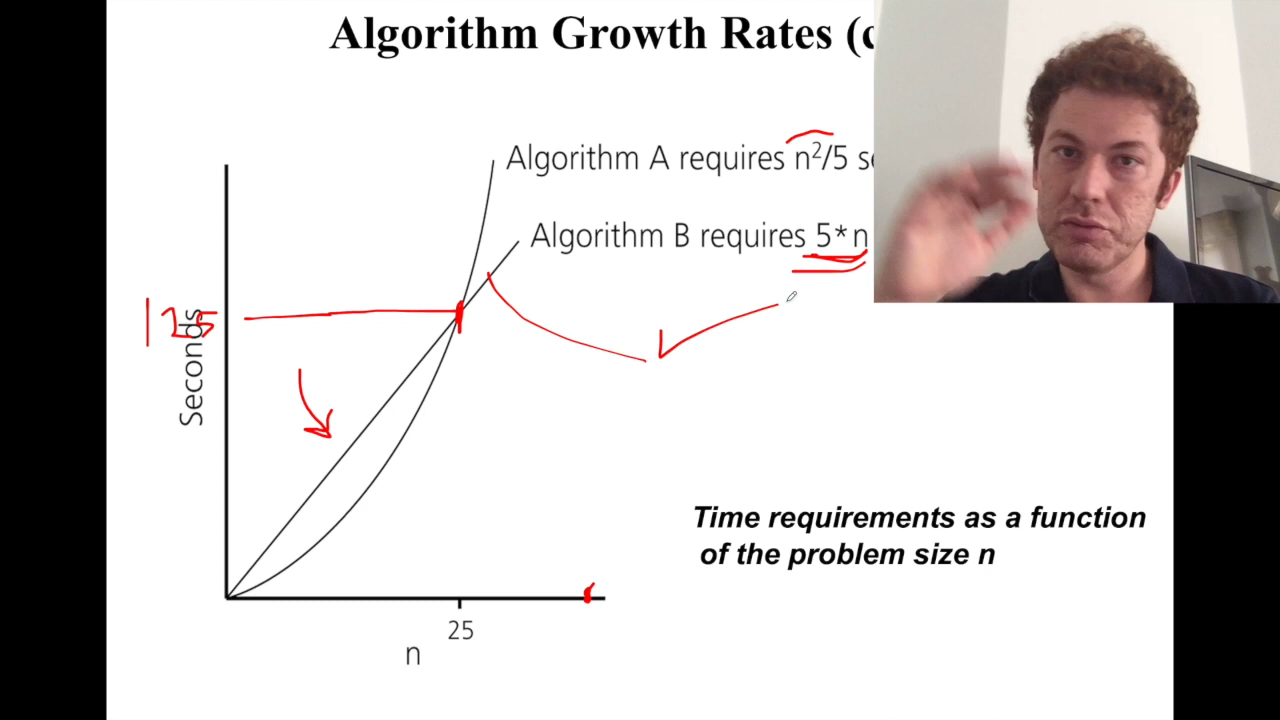 Algorithm Growth Rates (c
Algorithm A requires n²/5 s
Algorithm B requires 5*n
125
Seconds
Time requirements as a function
of the problem size n
25
n